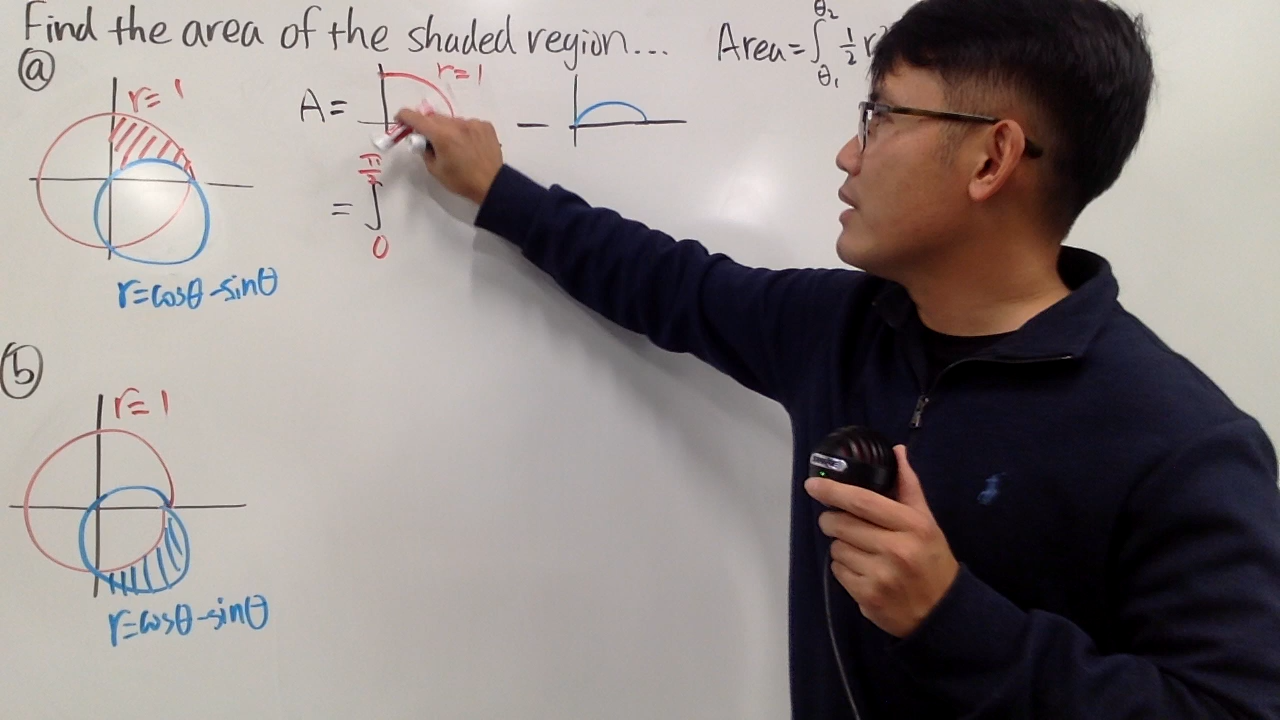 Find the area of the shaded region...
Area = ∫θ₁^θ₂ ½ r²
ⓐ
r = 1
A =
r = 1
−
= ∫₀^π/2
r = cosθ - sinθ
ⓑ
r = 1
r = cosθ - sinθ